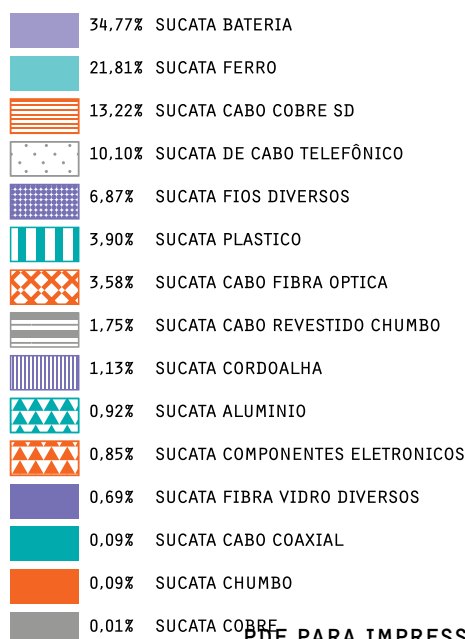 34,77% SUCATA BATERIA
21,81% SUCATA FERRO
13,22% SUCATA CABO COBRE SD
10,10% SUCATA DE CABO TELEFÔNICO
6,87% SUCATA FIOS DIVERSOS
3,90% SUCATA PLASTICO
3,58% SUCATA CABO FIBRA OPTICA
1,75% SUCATA CABO REVESTIDO CHUMBO
1,13% SUCATA CORDOALHA
0,92% SUCATA ALUMINIO
0,85% SUCATA COMPONENTES ELETRONICOS
0,69% SUCATA FIBRA VIDRO DIVERSOS
0,09% SUCATA CABO COAXIAL
0,09% SUCATA CHUMBO
0,01% SUCATA COBRE
PDF PARA IMPRESS